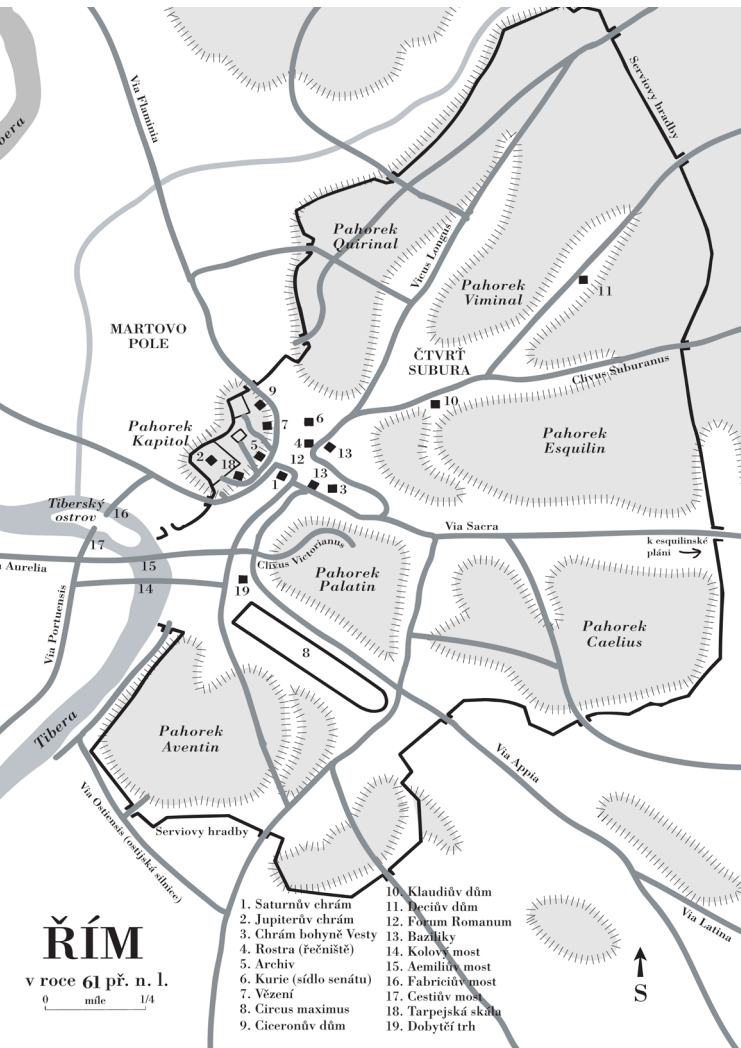 Via Flaminia
Serviovy hradby
Pahorek
Quirinal
Vicus Longus
Pahorek
Viminal
11
MARTOVO
POLE
ČTVRŤ
SUBURA
Clivus Suburanus
9
10
Pahorek
Kapitol
7
6
Pahorek
Esquilin
4
13
5
12
2
18
1
13
3
Tiberský
ostrov
16
Via Sacra
17
k esquilinské
pláni
Aurelia
15
Clivus Victorianus
Pahorek
Palatin
14
19
Via Portuensis
8
Pahorek
Caelius
Tibera
Pahorek
Aventin
Via Appia
Via Ostiensis (ostijská silnice)
Serviovy hradby
Via Latina
ŘÍM
v roce 61 př. n. l.
0 míle 1/4
1. Saturnův chrám
2. Jupiterův chrám
3. Chrám bohyně Vesty
4. Rostra (řečniště)
5. Archiv
6. Kurie (sídlo senátu)
7. Vězení
8. Circus maximus
9. Ciceronův dům
10. Klaudiův dům
11. Deciův dům
12. Forum Romanum
13. Baziliky
14. Kolový most
15. Aemiliův most
16. Fabriciův most
17. Cestiův most
18. Tarpejská skála
19. Dobytčí trh
S